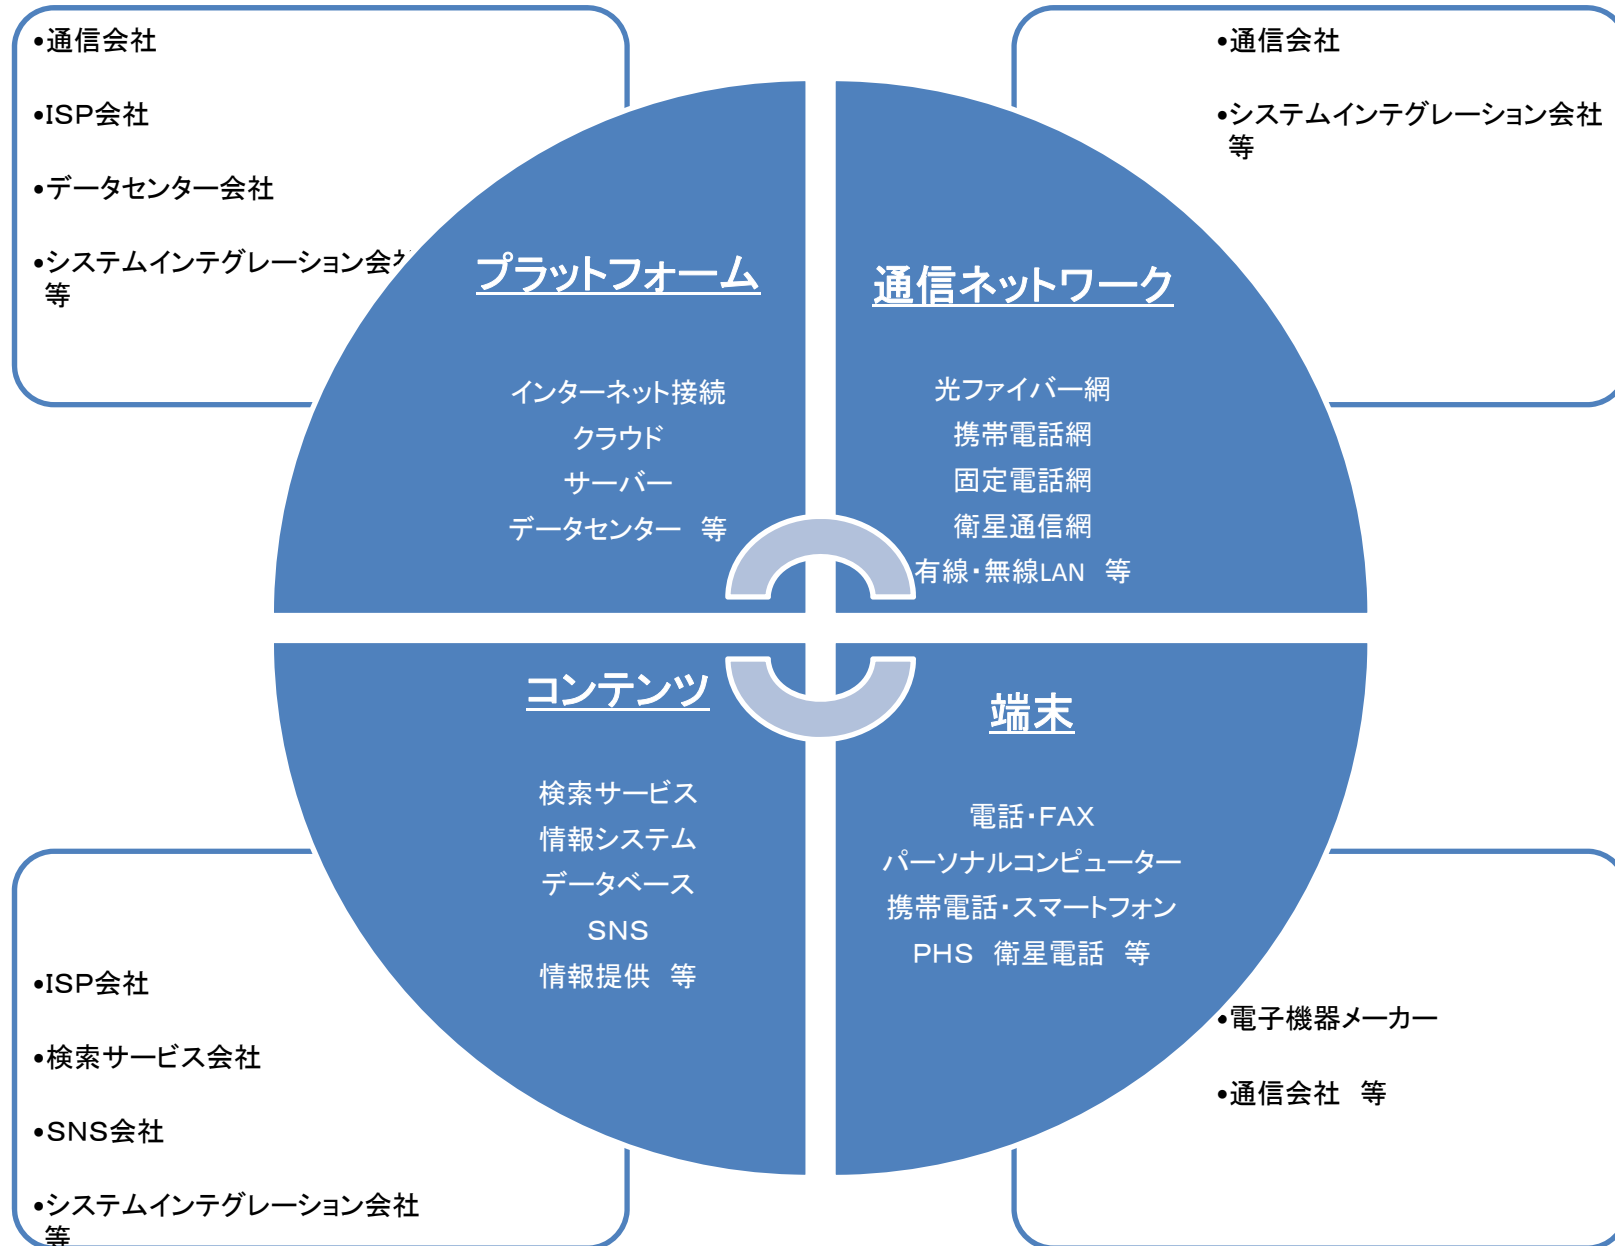 •通信会社
•ISP会社
•データセンター会社
•システムインテグレーション会社
等
•通信会社
•システムインテグレーション会社
等
プラットフォーム
インターネット接続
クラウド
サーバー
データセンター　等
通信ネットワーク
光ファイバー網
携帯電話網
固定電話網
衛星通信網
有線・無線LAN　等
コンテンツ
検索サービス
情報システム
データベース
SNS
情報提供　等
端末
電話・FAX
パーソナルコンピューター
携帯電話・スマートフォン
PHS　衛星電話　等
•ISP会社
•検索サービス会社
•SNS会社
•システムインテグレーション会社
等
•電子機器メーカー
•通信会社　等